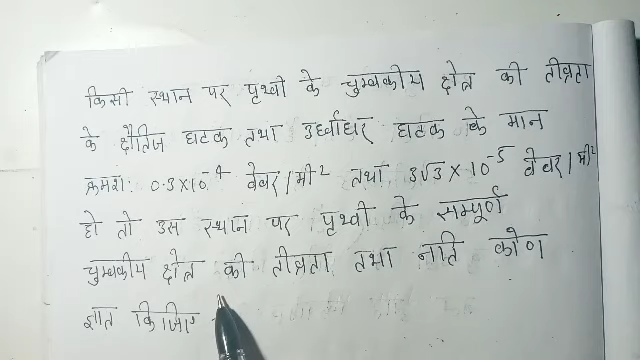 किसी स्थान पर पृथ्वी के चुम्बकीय क्षेत्र की तीव्रता
के क्षैतिज घटक तथा उर्ध्वाधर घटक के मान
क्रमश: 0.3×10⁻⁴ वेबर/मी² तथा 3√3×10⁻⁵ वेबर/मी²
हो तो उस स्थान पर पृथ्वी के सम्पूर्ण
चुम्बकीय क्षेत्र की तीव्रता तथा नति कोण
ज्ञात किजिए